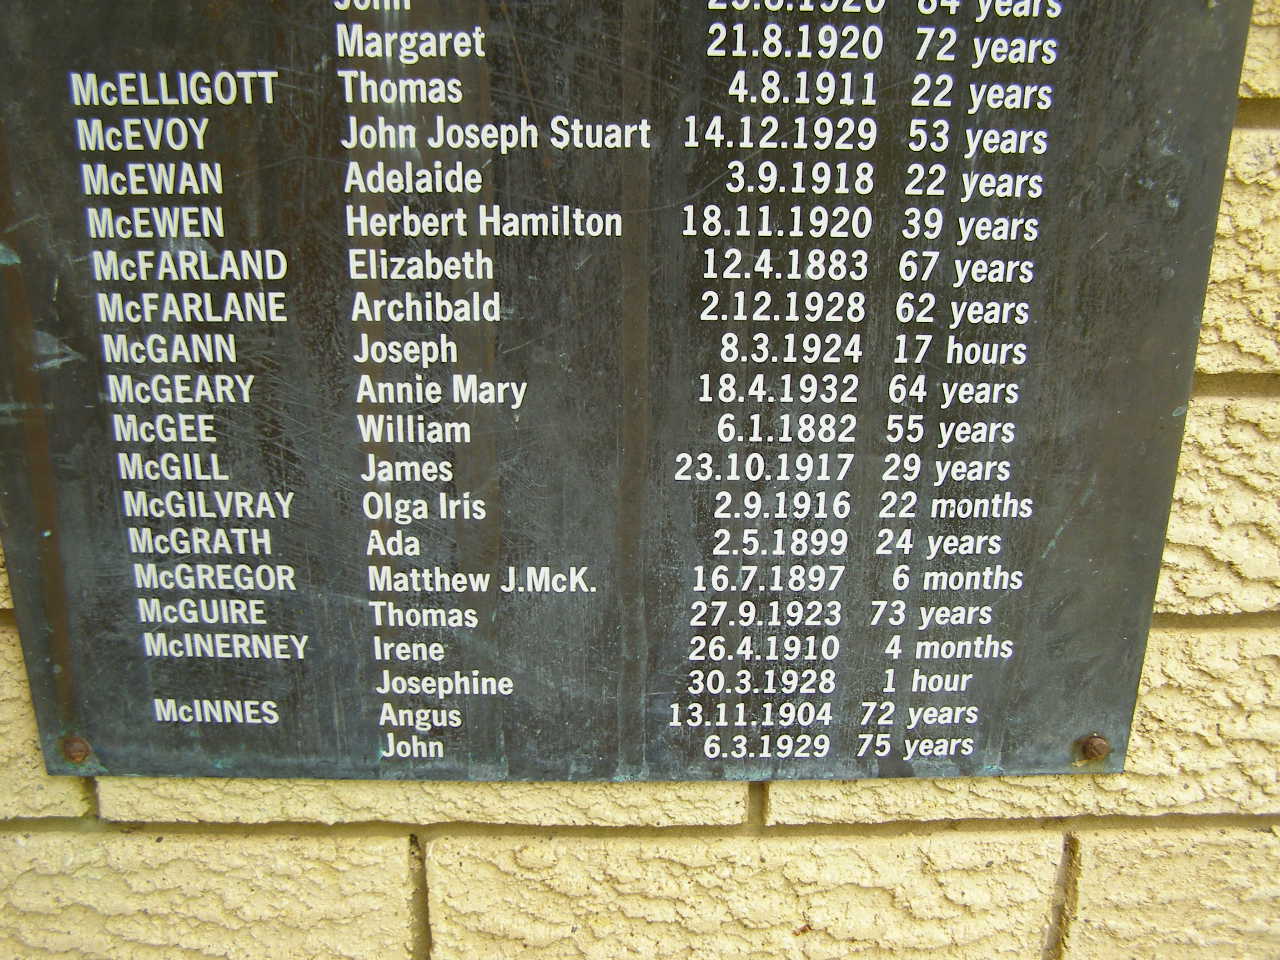 John 29.8.1920 84 years
Margaret 21.8.1920 72 years
McELLIGOTT Thomas 4.8.1911 22 years
McEVOY John Joseph Stuart 14.12.1929 53 years
McEWAN Adelaide 3.9.1918 22 years
McEWEN Herbert Hamilton 18.11.1920 39 years
McFARLAND Elizabeth 12.4.1883 67 years
McFARLANE Archibald 2.12.1928 62 years
McGANN Joseph 8.3.1924 17 hours
McGEARY Annie Mary 18.4.1932 64 years
McGEE William 6.1.1882 55 years
McGILL James 23.10.1917 29 years
McGILVRAY Olga Iris 2.9.1916 22 months
McGRATH Ada 2.5.1899 24 years
McGREGOR Matthew J.McK. 16.7.1897 6 months
McGUIRE Thomas 27.9.1923 73 years
McINERNEY Irene 26.4.1910 4 months
Josephine 30.3.1928 1 hour
McINNES Angus 13.11.1904 72 years
John 6.3.1929 75 years